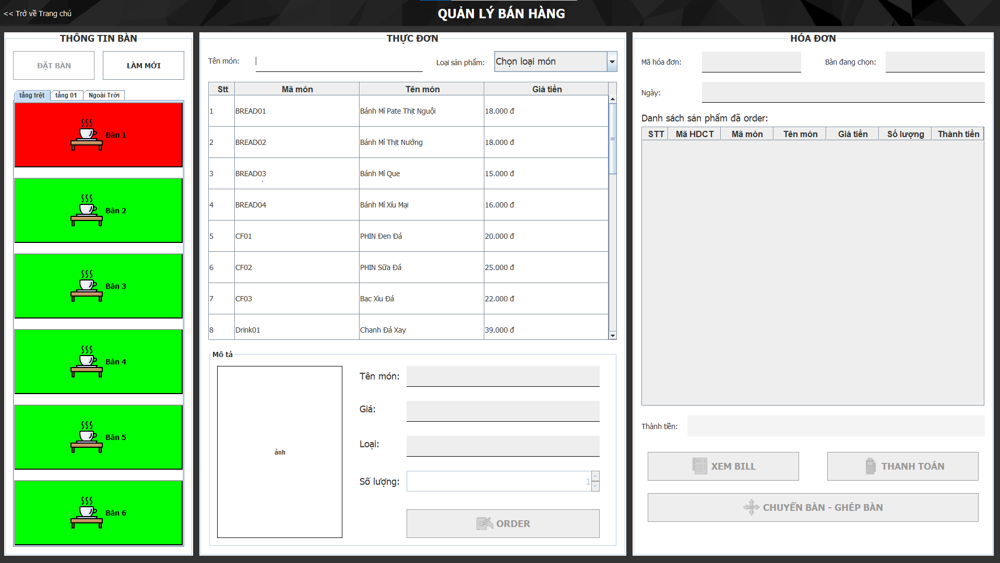 << Trở về Trang chủ
QUẢN LÝ BÁN HÀNG
THÔNG TIN BÀN
ĐẶT BÀN
LÀM MỚI
tầng trệt
tầng 01
Ngoài Trời
Bàn 1
Bàn 2
Bàn 3
Bàn 4
Bàn 5
Bàn 6
THỰC ĐƠN
Tên món:
Loại sản phẩm:
Chọn loại món
Stt Mã món Tên món Giá tiền
1 BREAD01 Bánh Mì Pate Thịt Nguội 18.000 đ
2 BREAD02 Bánh Mì Thịt Nướng 18.000 đ
3 BREAD03 Bánh Mì Que 15.000 đ
4 BREAD04 Bánh Mì Xíu Mại 16.000 đ
5 CF01 PHIN Đen Đá 20.000 đ
6 CF02 PHIN Sữa Đá 25.000 đ
7 CF03 Bạc Xìu Đá 22.000 đ
8 Drink01 Chanh Đá Xay 39.000 đ
Mô tả
ảnh
Tên món:
Giá:
Loại:
Số lượng:
1
ORDER
HÓA ĐƠN
Mã hóa đơn:
Bàn đang chọn:
Ngày:
Danh sách sản phẩm đã order:
STT Mã HDCT Mã món Tên món Giá tiền Số lượng Thành tiền
Thành tiền:
XEM BILL
THANH TOÁN
CHUYỂN BÀN - GHÉP BÀN